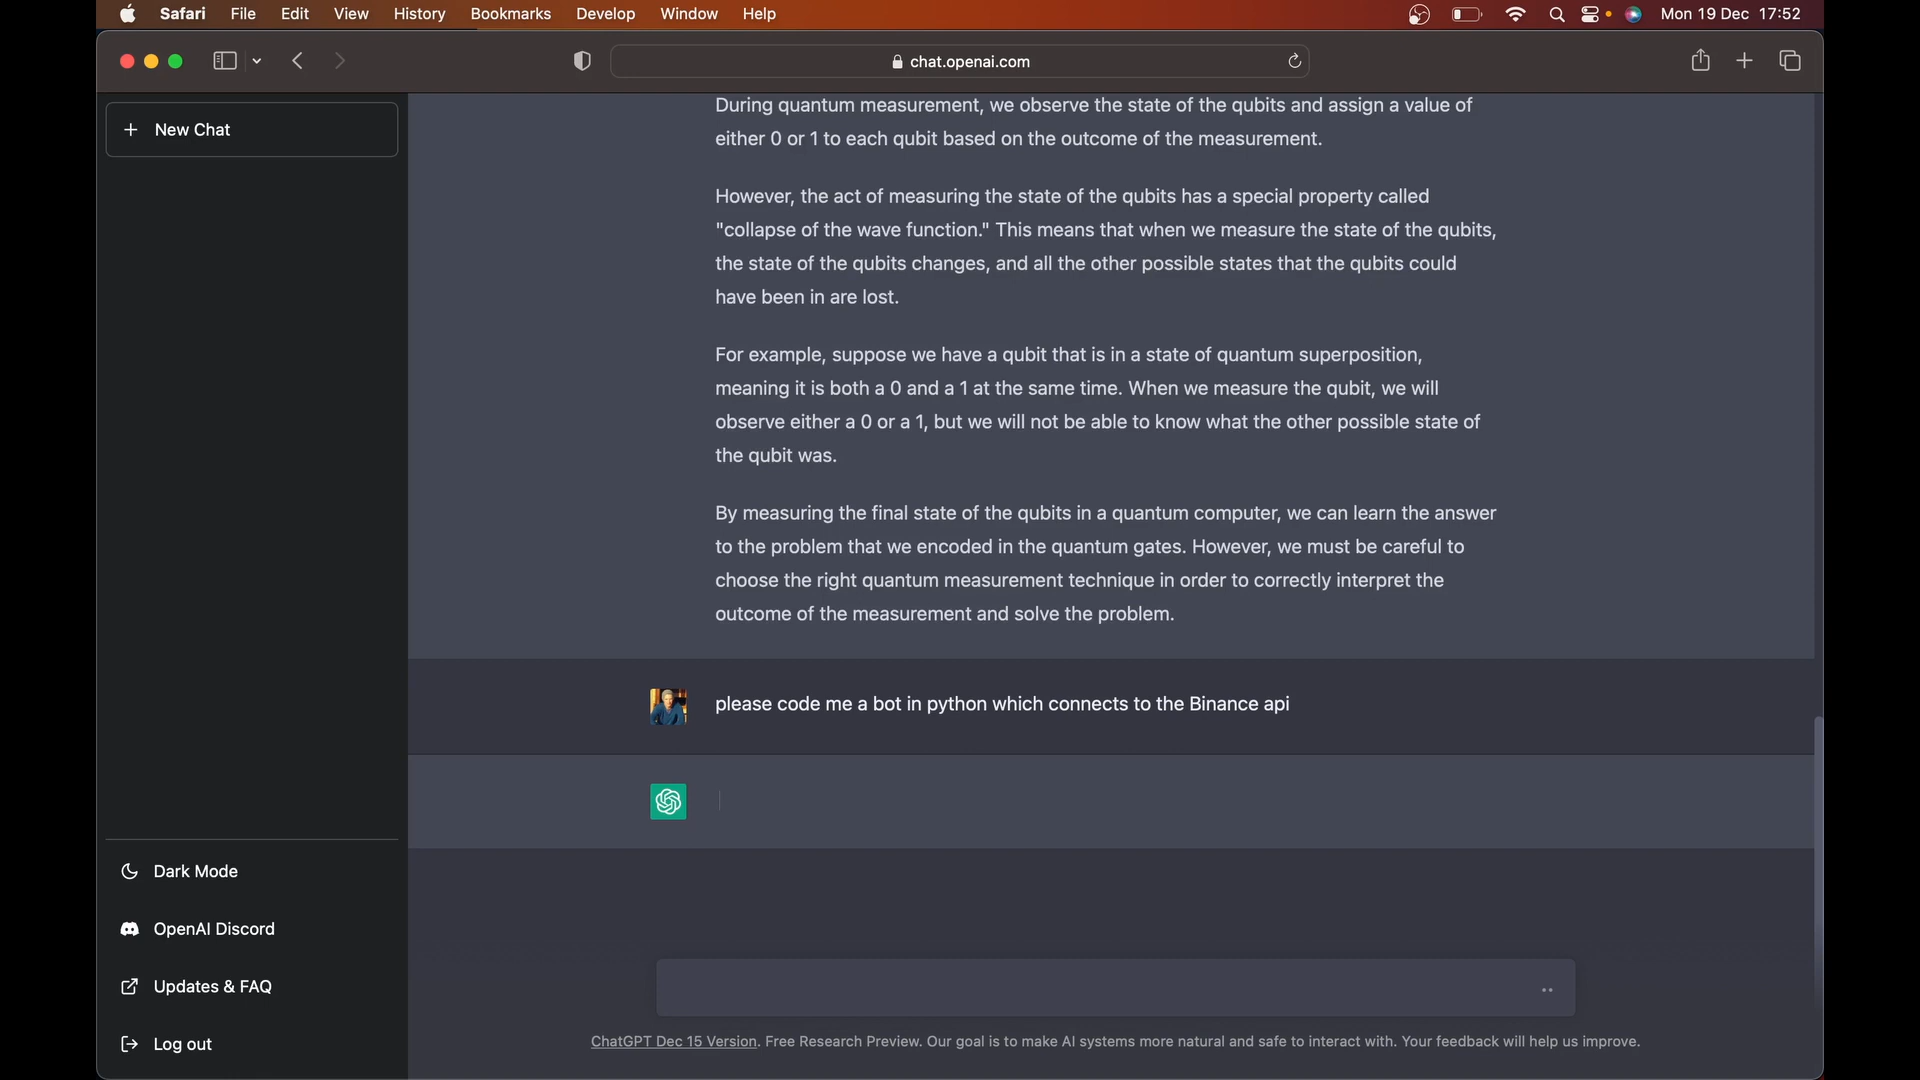 Safari File Edit View History Bookmarks Develop Window Help Mon 19 Dec 17:52
chat.openai.com
New Chat
During quantum measurement, we observe the state of the qubits and assign a value of
either 0 or 1 to each qubit based on the outcome of the measurement.
However, the act of measuring the state of the qubits has a special property called
"collapse of the wave function." This means that when we measure the state of the qubits,
the state of the qubits changes, and all the other possible states that the qubits could
have been in are lost.
For example, suppose we have a qubit that is in a state of quantum superposition,
meaning it is both a 0 and a 1 at the same time. When we measure the qubit, we will
observe either a 0 or a 1, but we will not be able to know what the other possible state of
the qubit was.
By measuring the final state of the qubits in a quantum computer, we can learn the answer
to the problem that we encoded in the quantum gates. However, we must be careful to
choose the right quantum measurement technique in order to correctly interpret the
outcome of the measurement and solve the problem.
please code me a bot in python which connects to the Binance api
Dark Mode
OpenAI Discord
Updates & FAQ
Log out
ChatGPT Dec 15 Version. Free Research Preview. Our goal is to make AI systems more natural and safe to interact with. Your feedback will help us improve.